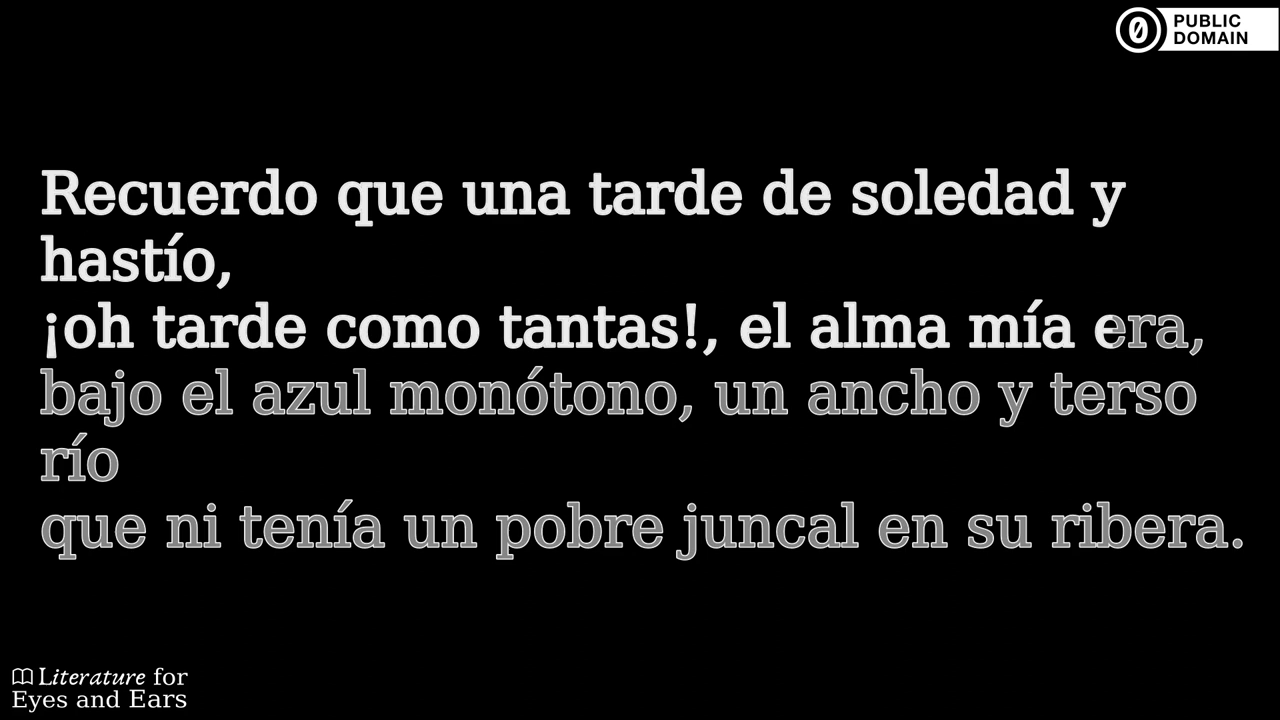 PUBLIC
DOMAIN
Recuerdo que una tarde de soledad y
hastío,
¡oh tarde como tantas!, el alma mía era,
bajo el azul monótono, un ancho y terso
río
que ni tenía un pobre juncal en su ribera.
Literature for
Eyes and Ears